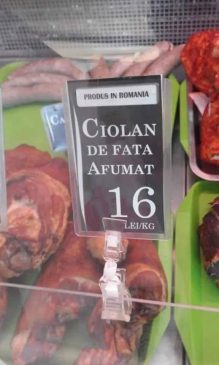 PRODUS IN ROMANIA
CIOLAN
DE FATA
AFUMAT
16
LEI/KG